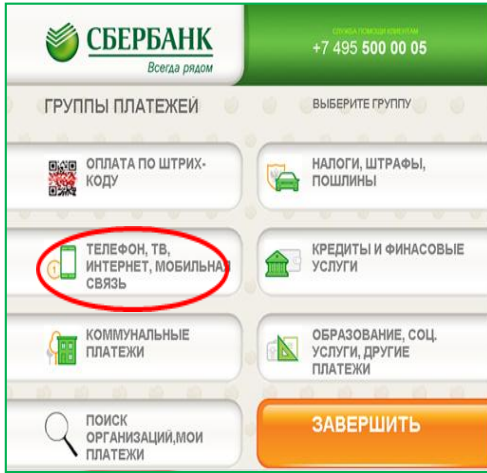 СБЕРБАНК
Всегда рядом
СЛУЖБА ПОМОЩИ КЛИЕНТАМ
+7 495 500 00 05
ГРУППЫ ПЛАТЕЖЕЙ
ВЫБЕРИТЕ ГРУППУ
ОПЛАТА ПО ШТРИХ-
КОДУ
НАЛОГИ, ШТРАФЫ,
ПОШЛИНЫ
ТЕЛЕФОН, ТВ,
ИНТЕРНЕТ, МОБИЛЬНАЯ
СВЯЗЬ
КРЕДИТЫ И ФИНАСОВЫЕ
УСЛУГИ
КОММУНАЛЬНЫЕ
ПЛАТЕЖИ
ОБРАЗОВАНИЕ, СОЦ.
УСЛУГИ, ДРУГИЕ
ПЛАТЕЖИ
ПОИСК
ОРГАНИЗАЦИЙ,МОИ
ПЛАТЕЖИ
ЗАВЕРШИТЬ